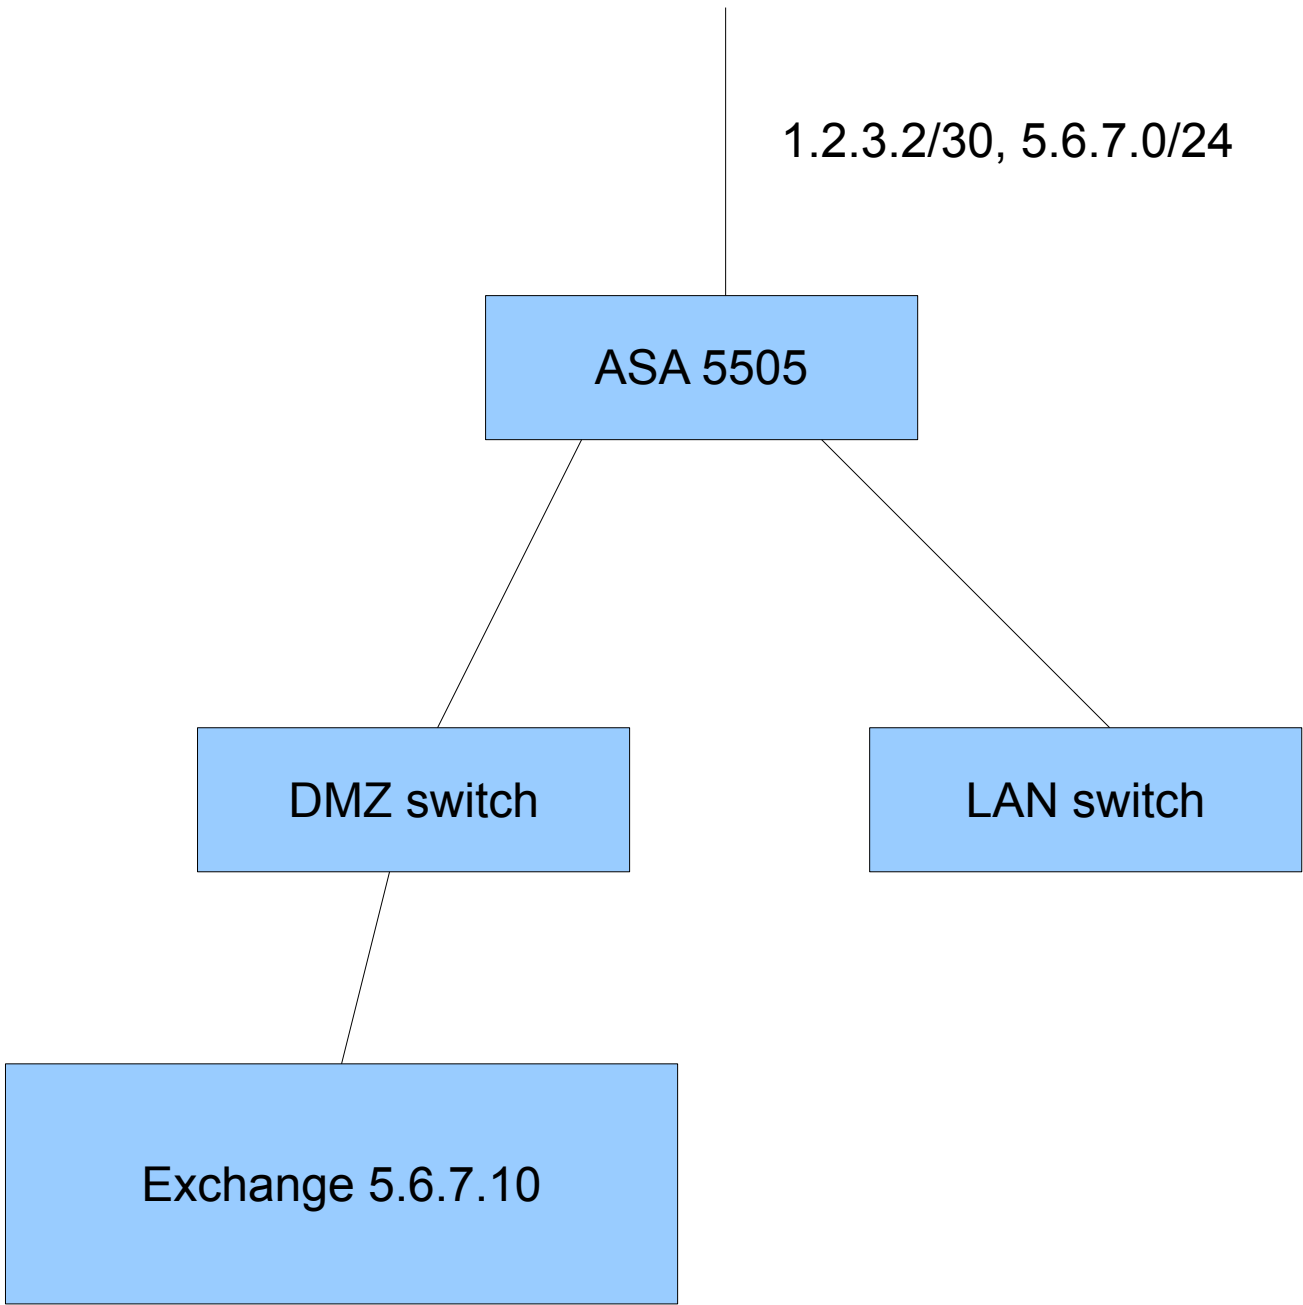 1.2.3.2/30, 5.6.7.0/24
ASA 5505
DMZ switch
LAN switch
Exchange 5.6.7.10